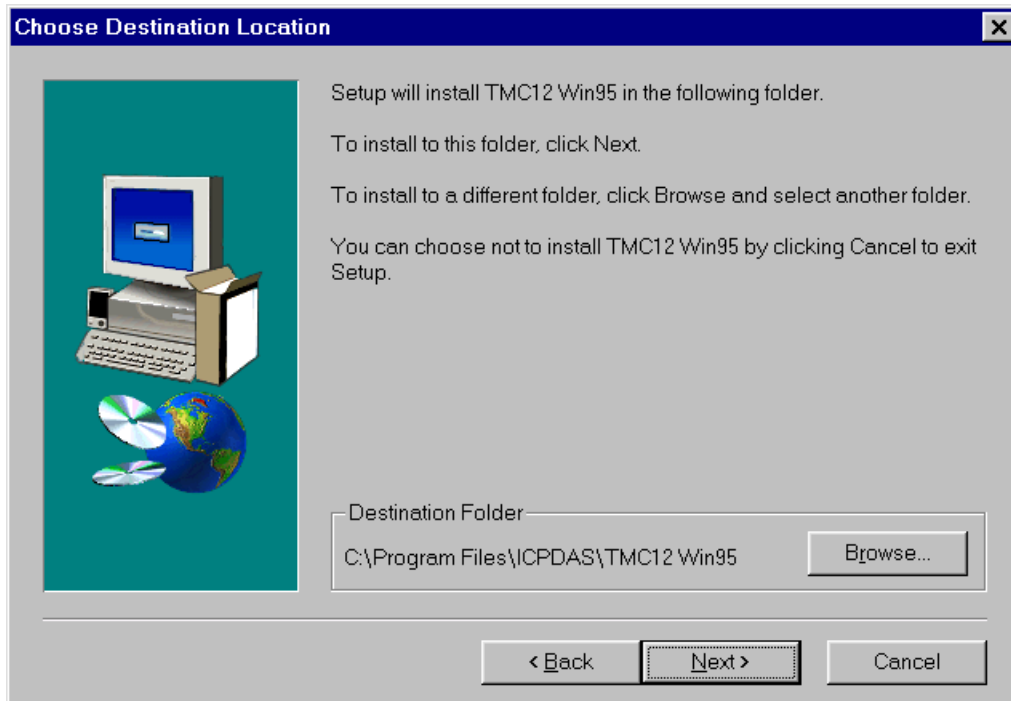 Choose Destination Location
Setup will install TMC12 Win95 in the following folder.
To install to this folder, click Next.
To install to a different folder, click Browse and select another folder.
You can choose not to install TMC12 Win95 by clicking Cancel to exit
Setup.
Destination Folder
C:\Program Files\ICPDAS\TMC12 Win95
Browse...
< Back
Next >
Cancel